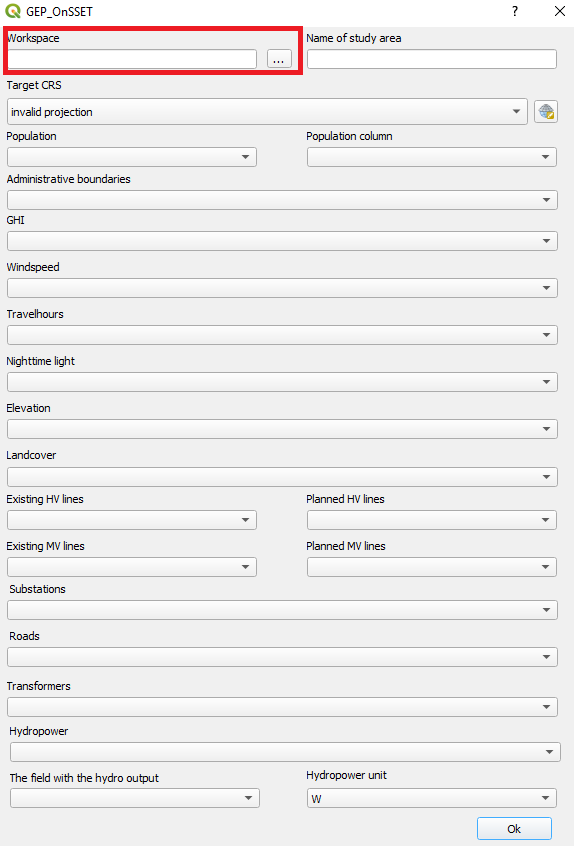 GEP_OnSSET ?
Workspace Name of study area
...
Target CRS
invalid projection
Population Population column
Administrative boundaries
GHI
Windspeed
Travelhours
Nighttime light
Elevation
Landcover
Existing HV lines Planned HV lines
Existing MV lines Planned MV lines
Substations
Roads
Transformers
Hydropower
The field with the hydro output Hydropower unit
W
Ok